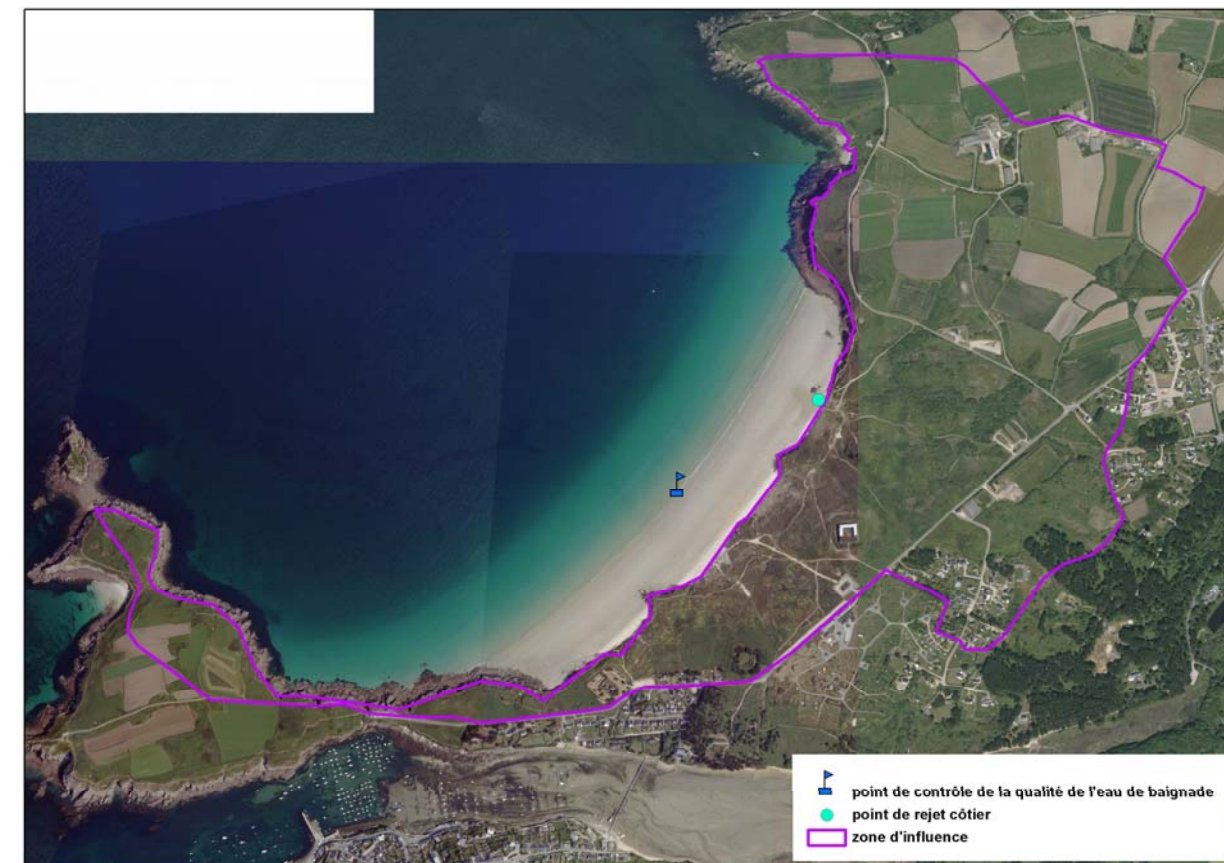 point de contrôle de la qualité de l'eau de baignade
point de rejet côtier
zone d'influence